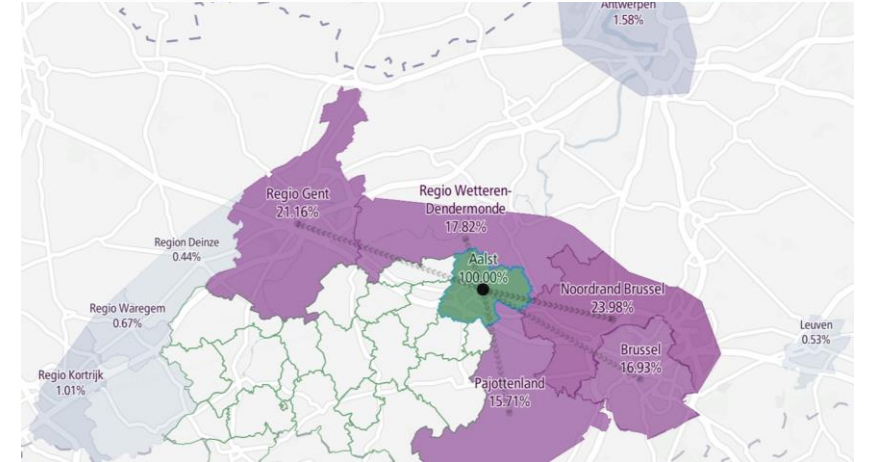 Antwerpen
1.58%
Regio Gent
21.16%
Regio Wetteren-
Dendermonde
17.82%
Region Deinze
0.44%
Aalst
100.00%
Noordrand Brussel
23.98%
Regio Waregem
0.67%
Leuven
0.53%
Brussel
16.93%
Regio Kortrijk
1.01%
Pajottenland
15.71%